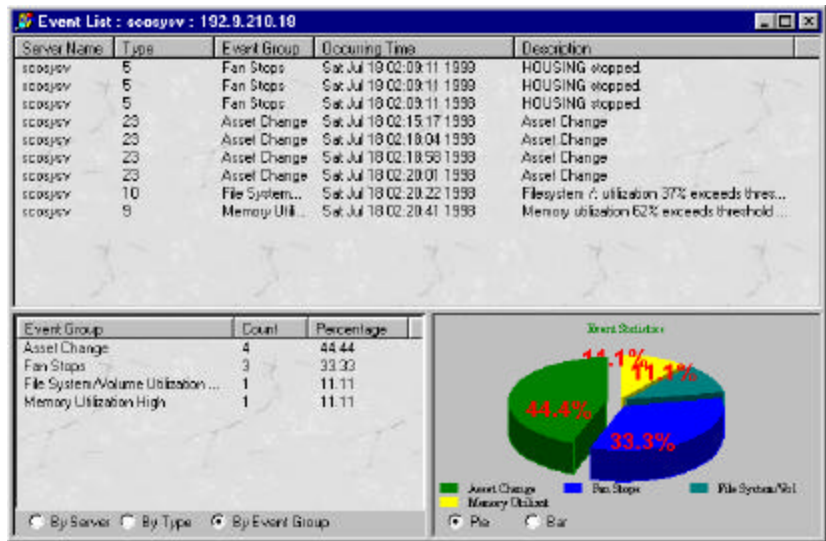 Event List : scosysv : 192.9.210.18
Server Name Type Event Group Occuring Time Description
scosysv 5 Fan Stops Sat Jul 18 02:09:11 1998 HOUSING stopped.
scosysv 5 Fan Stops Sat Jul 18 02:09:11 1998 HOUSING stopped.
scosysv 5 Fan Stops Sat Jul 18 02:09:11 1998 HOUSING stopped.
scosysv 23 Asset Change Sat Jul 18 02:15:17 1998 Asset Change
scosysv 23 Asset Change Sat Jul 18 02:18:04 1998 Asset Change
scosysv 23 Asset Change Sat Jul 18 02:18:58 1998 Asset Change
scosysv 23 Asset Change Sat Jul 18 02:20:01 1998 Asset Change
scosysv 10 File System... Sat Jul 18 02:20:22 1998 Filesystem /: utilization 37% exceeds thres...
scosysv 9 Memory Utili... Sat Jul 18 02:20:41 1998 Memory utilization 62% exceeds threshold ...
Event Group Count Percentage
Asset Change 4 44.44
Fan Stops 3 33.33
File System/Volume Utilization ... 1 11.11
Memory Utilization High 1 11.11
By Server By Type By Event Group
Event Statistics
11.1%
11.1%
44.4%
33.3%
Asset Change Fan Stops File System/Vol
Memory Utilizat
Pie Bar